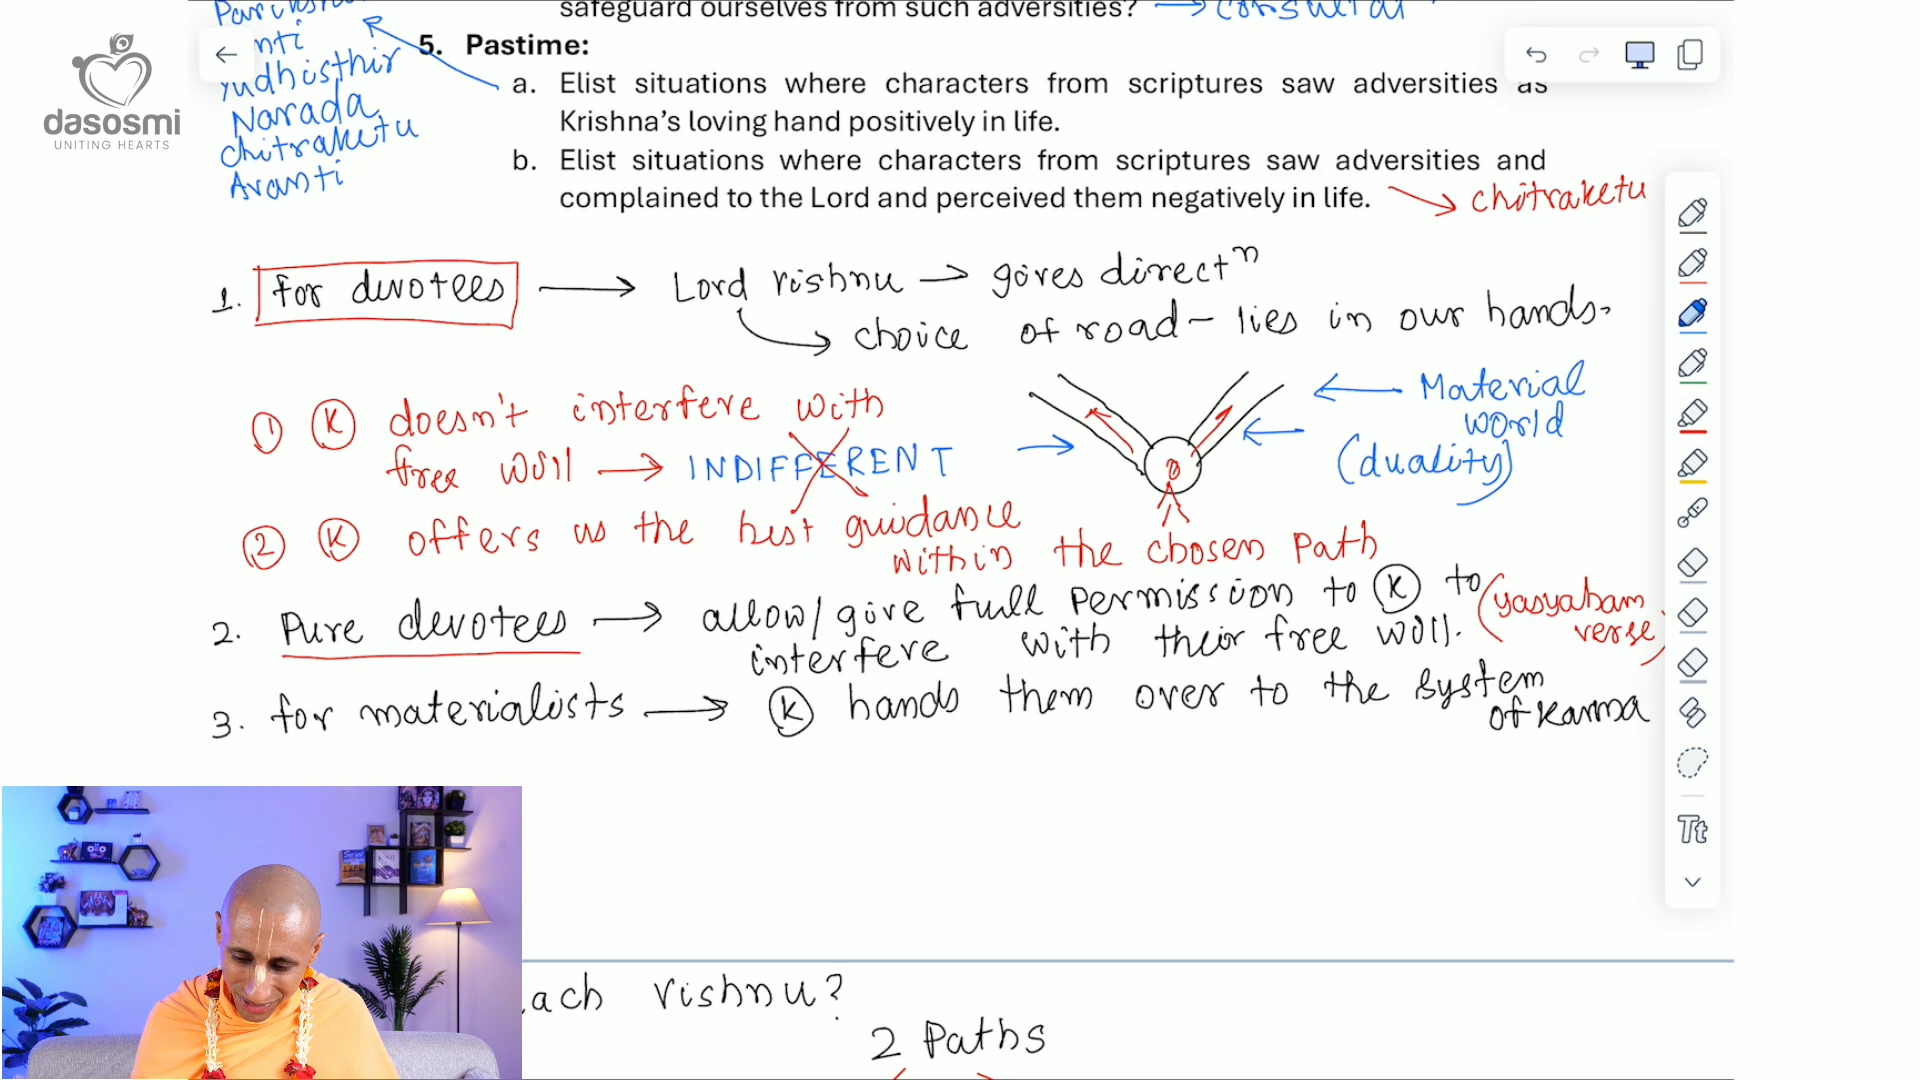 safeguard ourselves from such adversities? →
5. Pastime:
a. Elist situations where characters from scriptures saw adversities as
Krishna's loving hand positively in life.
b. Elist situations where characters from scriptures saw adversities and
complained to the Lord and perceived them negatively in life. → chitraketu
nti
Yudhisthir
Narada
chitraketu
Avanti
dasosmi
UNITING HEARTS
1. for devotees → Lord vishnu → gives directn
→ choice of road - lies in our hands.
① Ⓚ doesn't interfere with
free will → INDIFFERENT
② Ⓚ offers us the best guidance
within the chosen path
← Material
world
(duality)
2. Pure devotees → allow/give full permission to Ⓚ to
interfere with their free will.
(yasyaham
verse)
3. for materialists → Ⓚ hands them over to the system
of karma
ach vishnu?
2 Paths
Tt